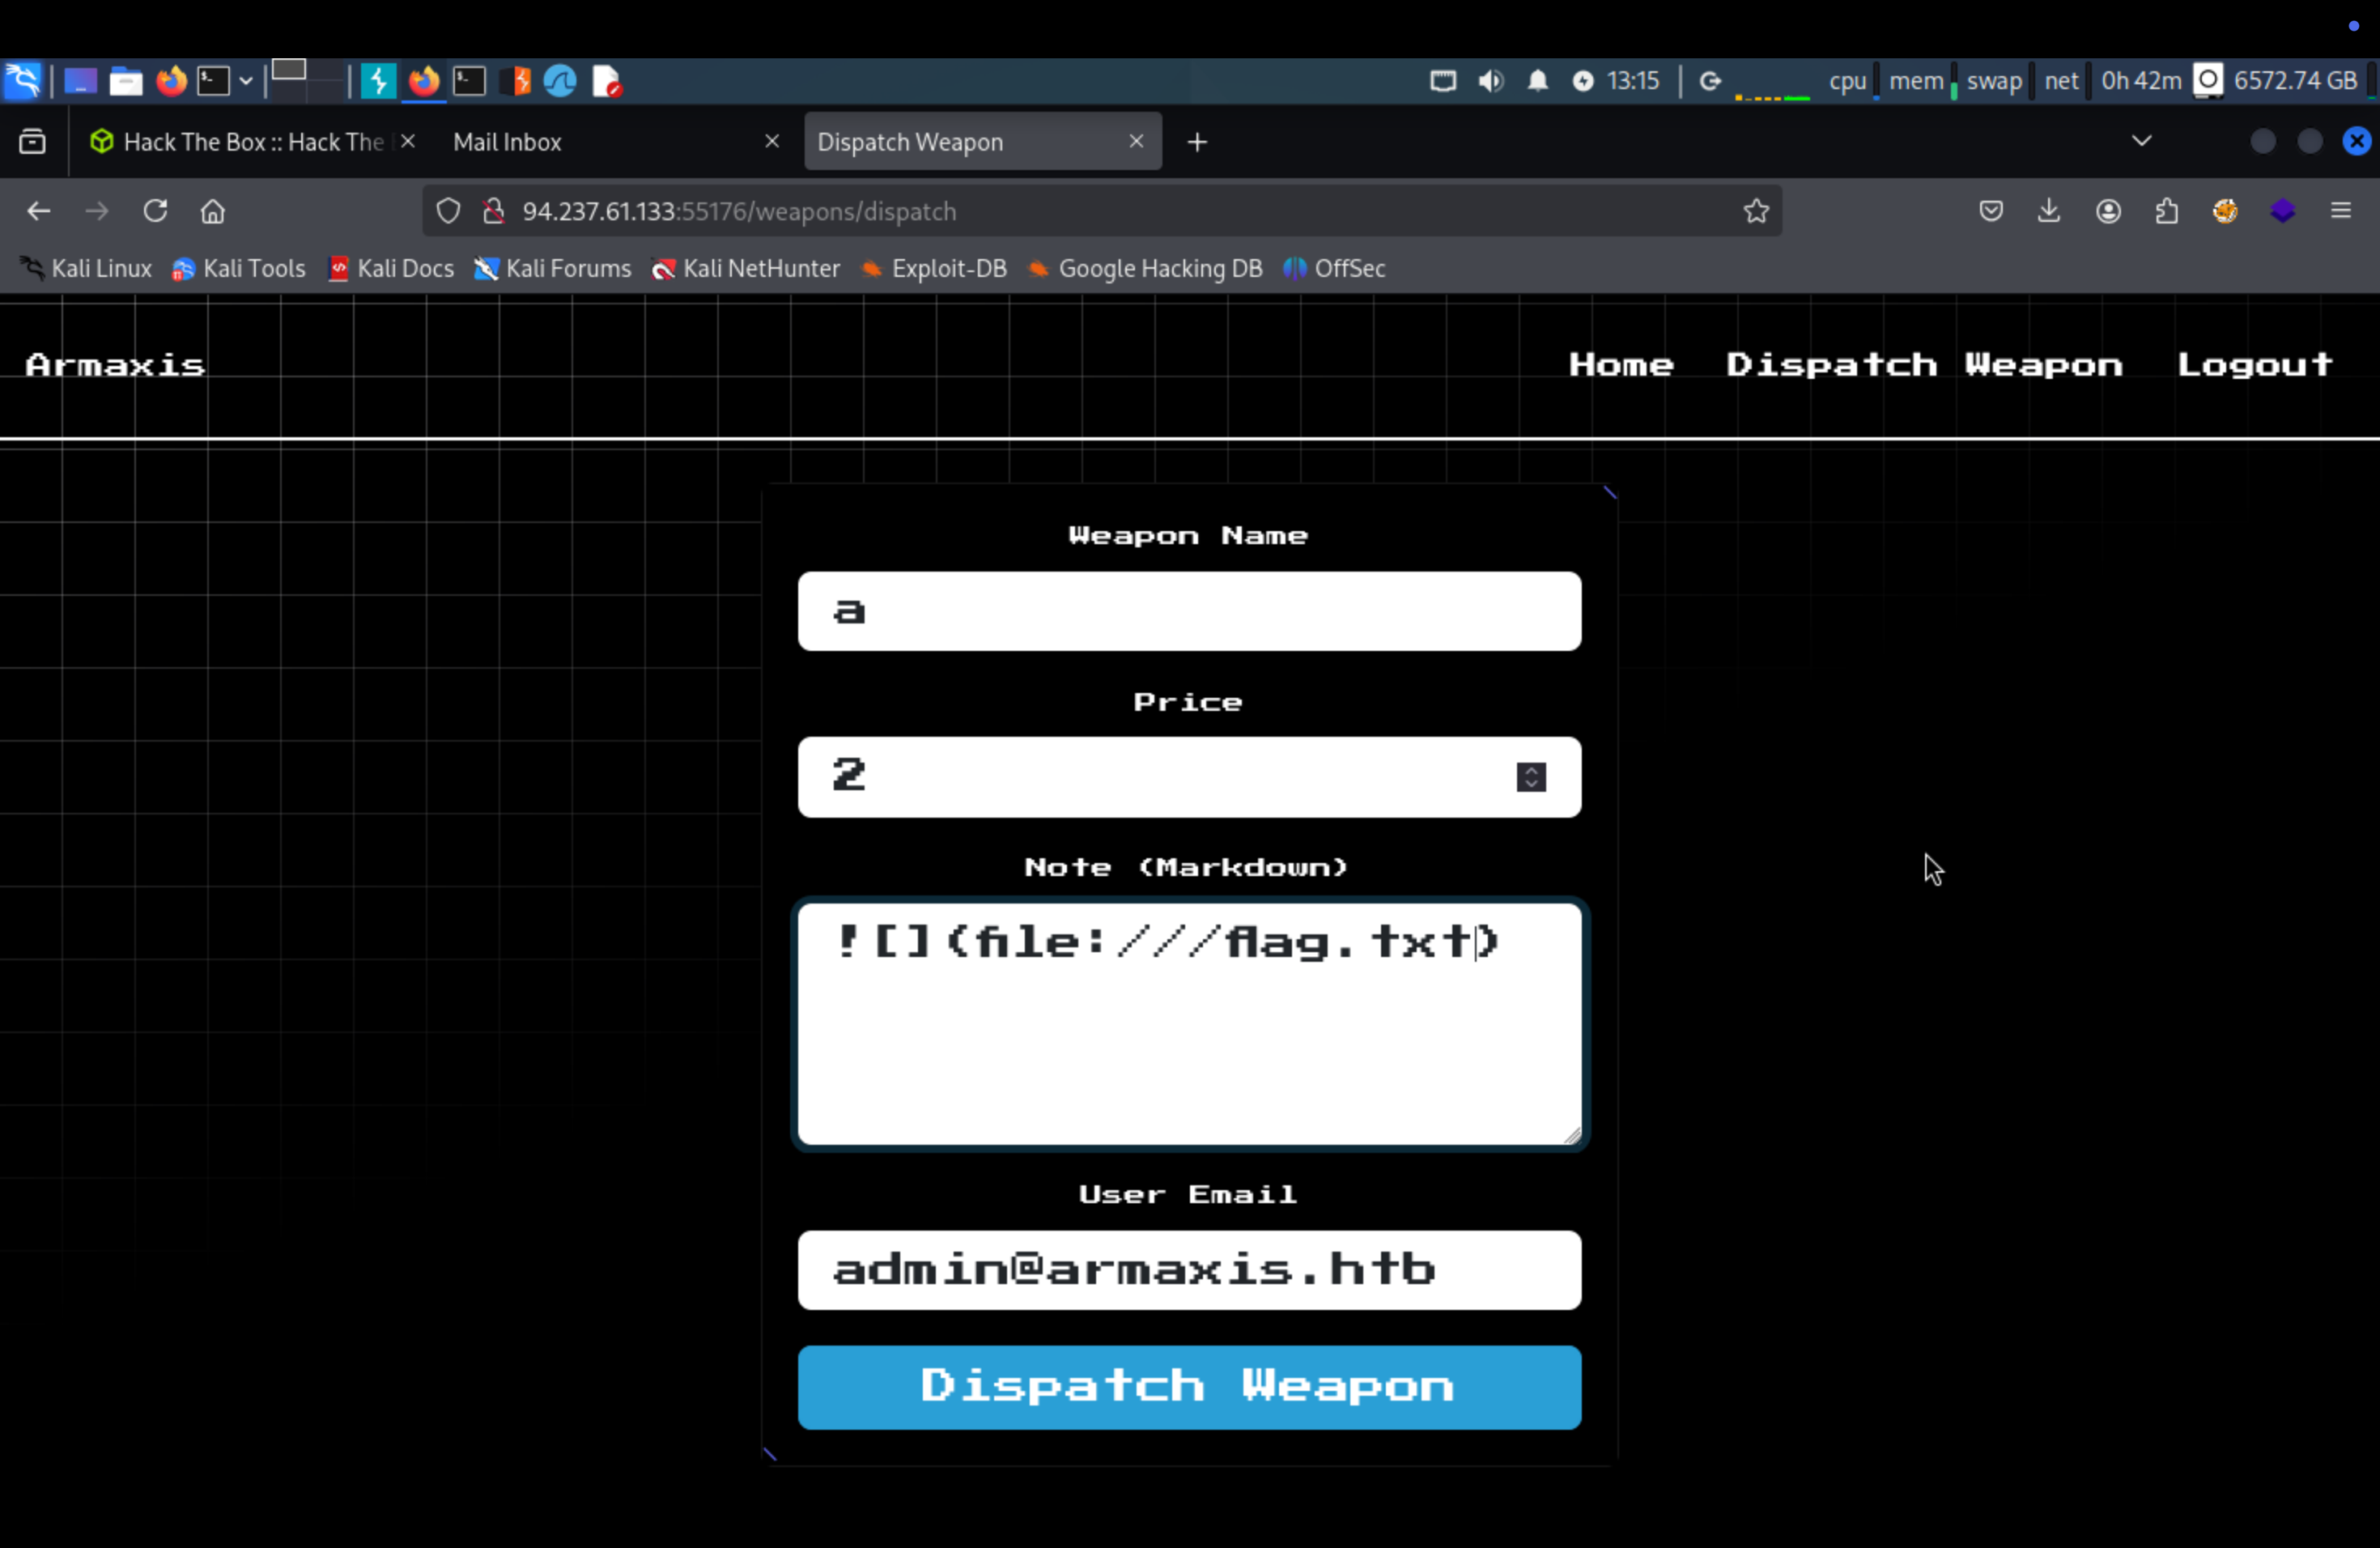 13:15 cpu mem swap net 0h 42m 6572.74 GB
Hack The Box :: Hack The Mail Inbox Dispatch Weapon
94.237.61.133:55176/weapons/dispatch
Kali Linux Kali Tools Kali Docs Kali Forums Kali NetHunter Exploit-DB Google Hacking DB OffSec
Armaxis Home Dispatch Weapon Logout
Weapon Name
a
Price
2
Note (Markdown)
![](file:///flag.txt)
User Email
admin@armaxis.htb
Dispatch Weapon